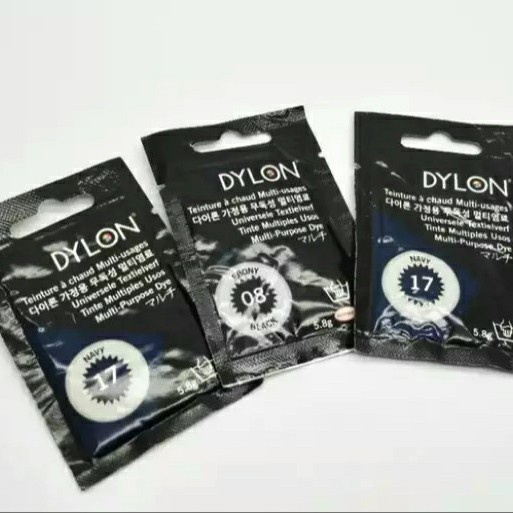 DYLON
Teinture à chaud Multi-usages
다이론 가정용 무독성 멀티염료
Universele Textielverf
Tinte Multiples Usos
Multi-Purpose Dye
マルチ
NAVY
17
5.8g
DYLON
Teinture à chaud Multi-usages
다이론 가정용 무독성 멀티염료
Universele Textielverf
Tinte Multiples Usos
Multi-Purpose Dye
マルチ
EBONY
08
BLACK
5.8g
DYLON
Teinture à chaud Multi-usages
다이론 가정용 무독성 멀티염료
Universele Textielverf
Tinte Multiples Usos
Multi-Purpose Dye
マルチ
NAVY
17
5.8g